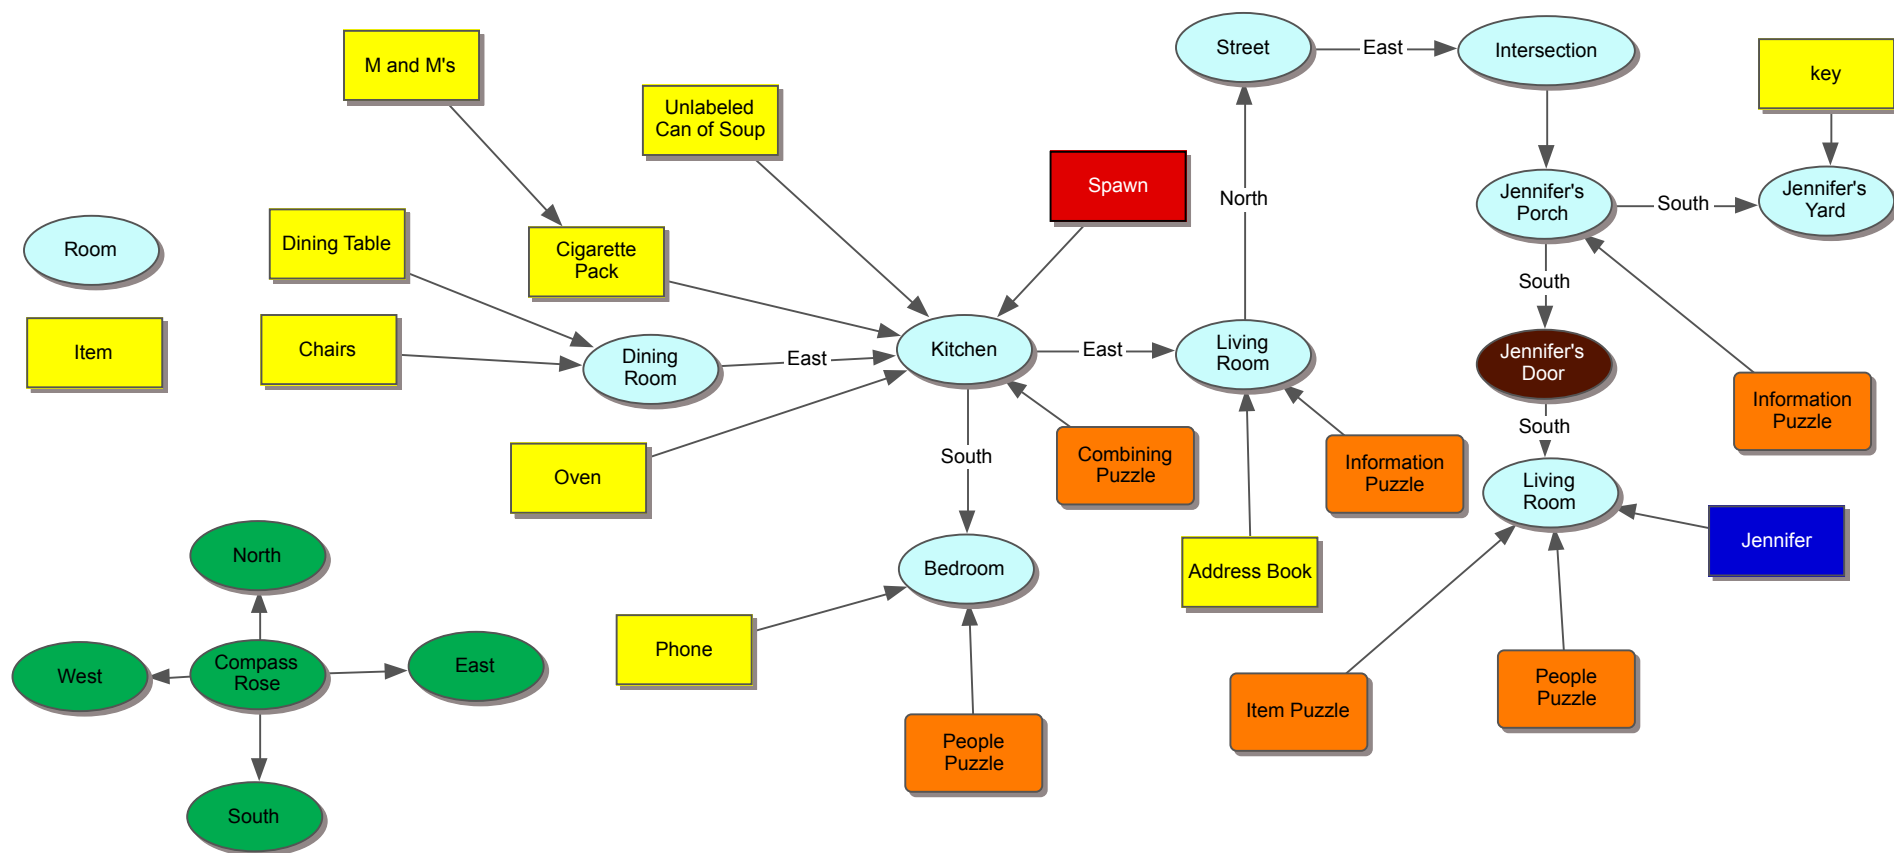 Street
East
Intersection
key
M and M's
Unlabeled
Can of Soup
Spawn
North
Jennifer's
Porch
South
Jennifer's
Yard
Room
Dining Table
Cigarette
Pack
South
Item
Chairs
Dining
Room
East
Kitchen
East
Living
Room
Jennifer's
Door
Information
Puzzle
South
Oven
South
Combining
Puzzle
Information
Puzzle
Living
Room
North
Bedroom
Address Book
Jennifer
West
Compass
Rose
East
Phone
People
Puzzle
Item Puzzle
People
Puzzle
South